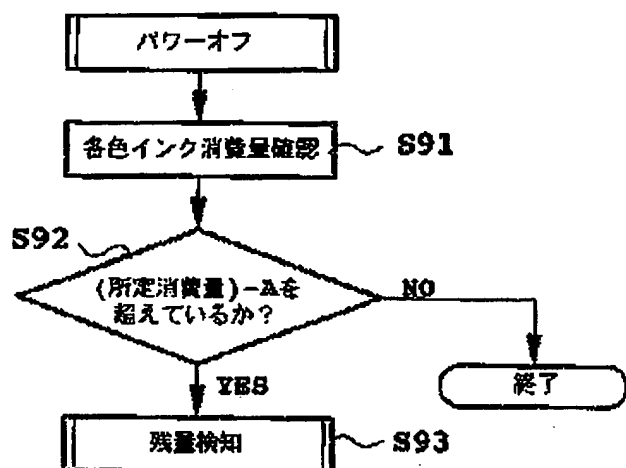 パワーオフ
各色インク消費量確認
S91
S92
(所定消費量)-Aを
超えているか?
NO
YES
終了
残量検知
S93